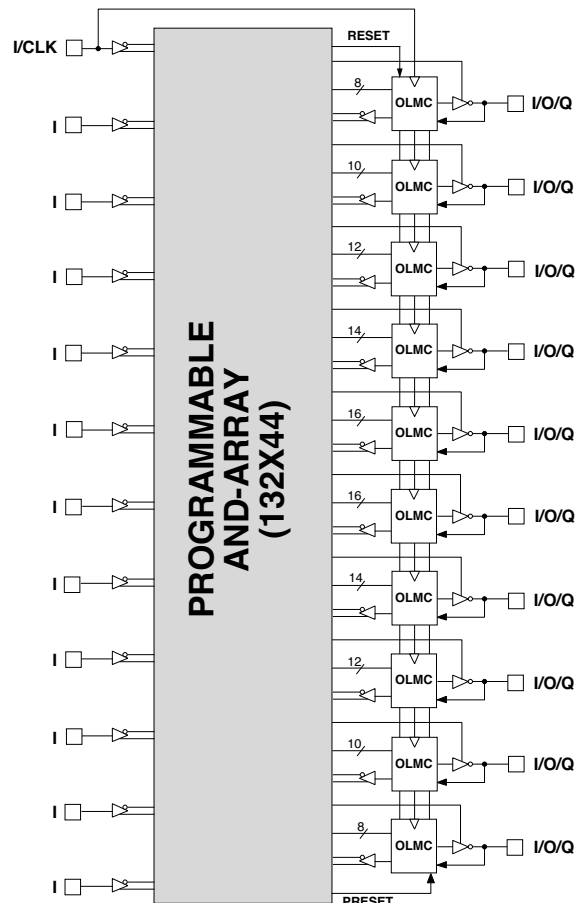 RESET
I/CLK
8
OLMC
I/O/Q
I
10
OLMC
I/O/Q
I
12
OLMC
I/O/Q
I
14
OLMC
I/O/Q
I
16
OLMC
I/O/Q
I
PROGRAMMABLE
AND-ARRAY
(132X44)
16
OLMC
I/O/Q
I
14
OLMC
I/O/Q
I
12
OLMC
I/O/Q
I
10
OLMC
I/O/Q
I
8
OLMC
I/O/Q
I
I
PRESET